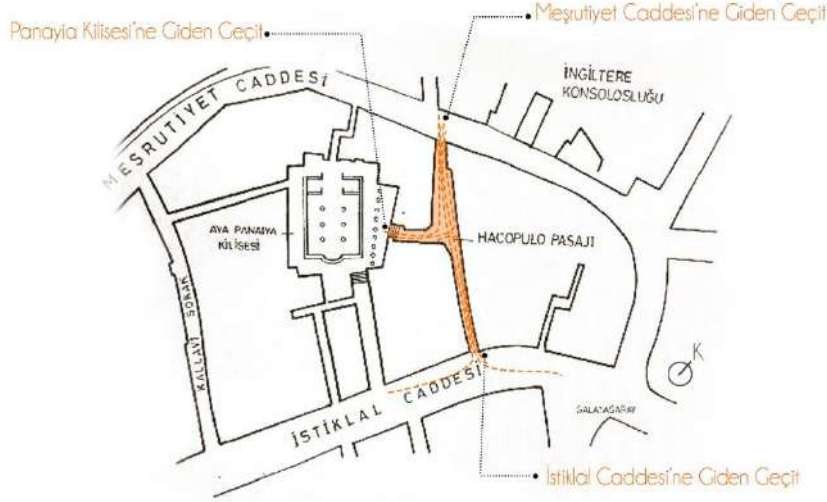 Meşrutiyet Caddesi'ne Giden Geçit
Panayia Kilisesi'ne Giden Geçit
İNGİLTERE
KONSOLOSLUĞU
MEŞRUTİYET CADDESİ
AYA PANAIYA
KİLİSESİ
HACOPULO PASAJI
KALLAVİ SOKAK
K
İSTİKLAL CADDESİ
GALATASARAY
İstiklal Caddesi'ne Giden Geçit